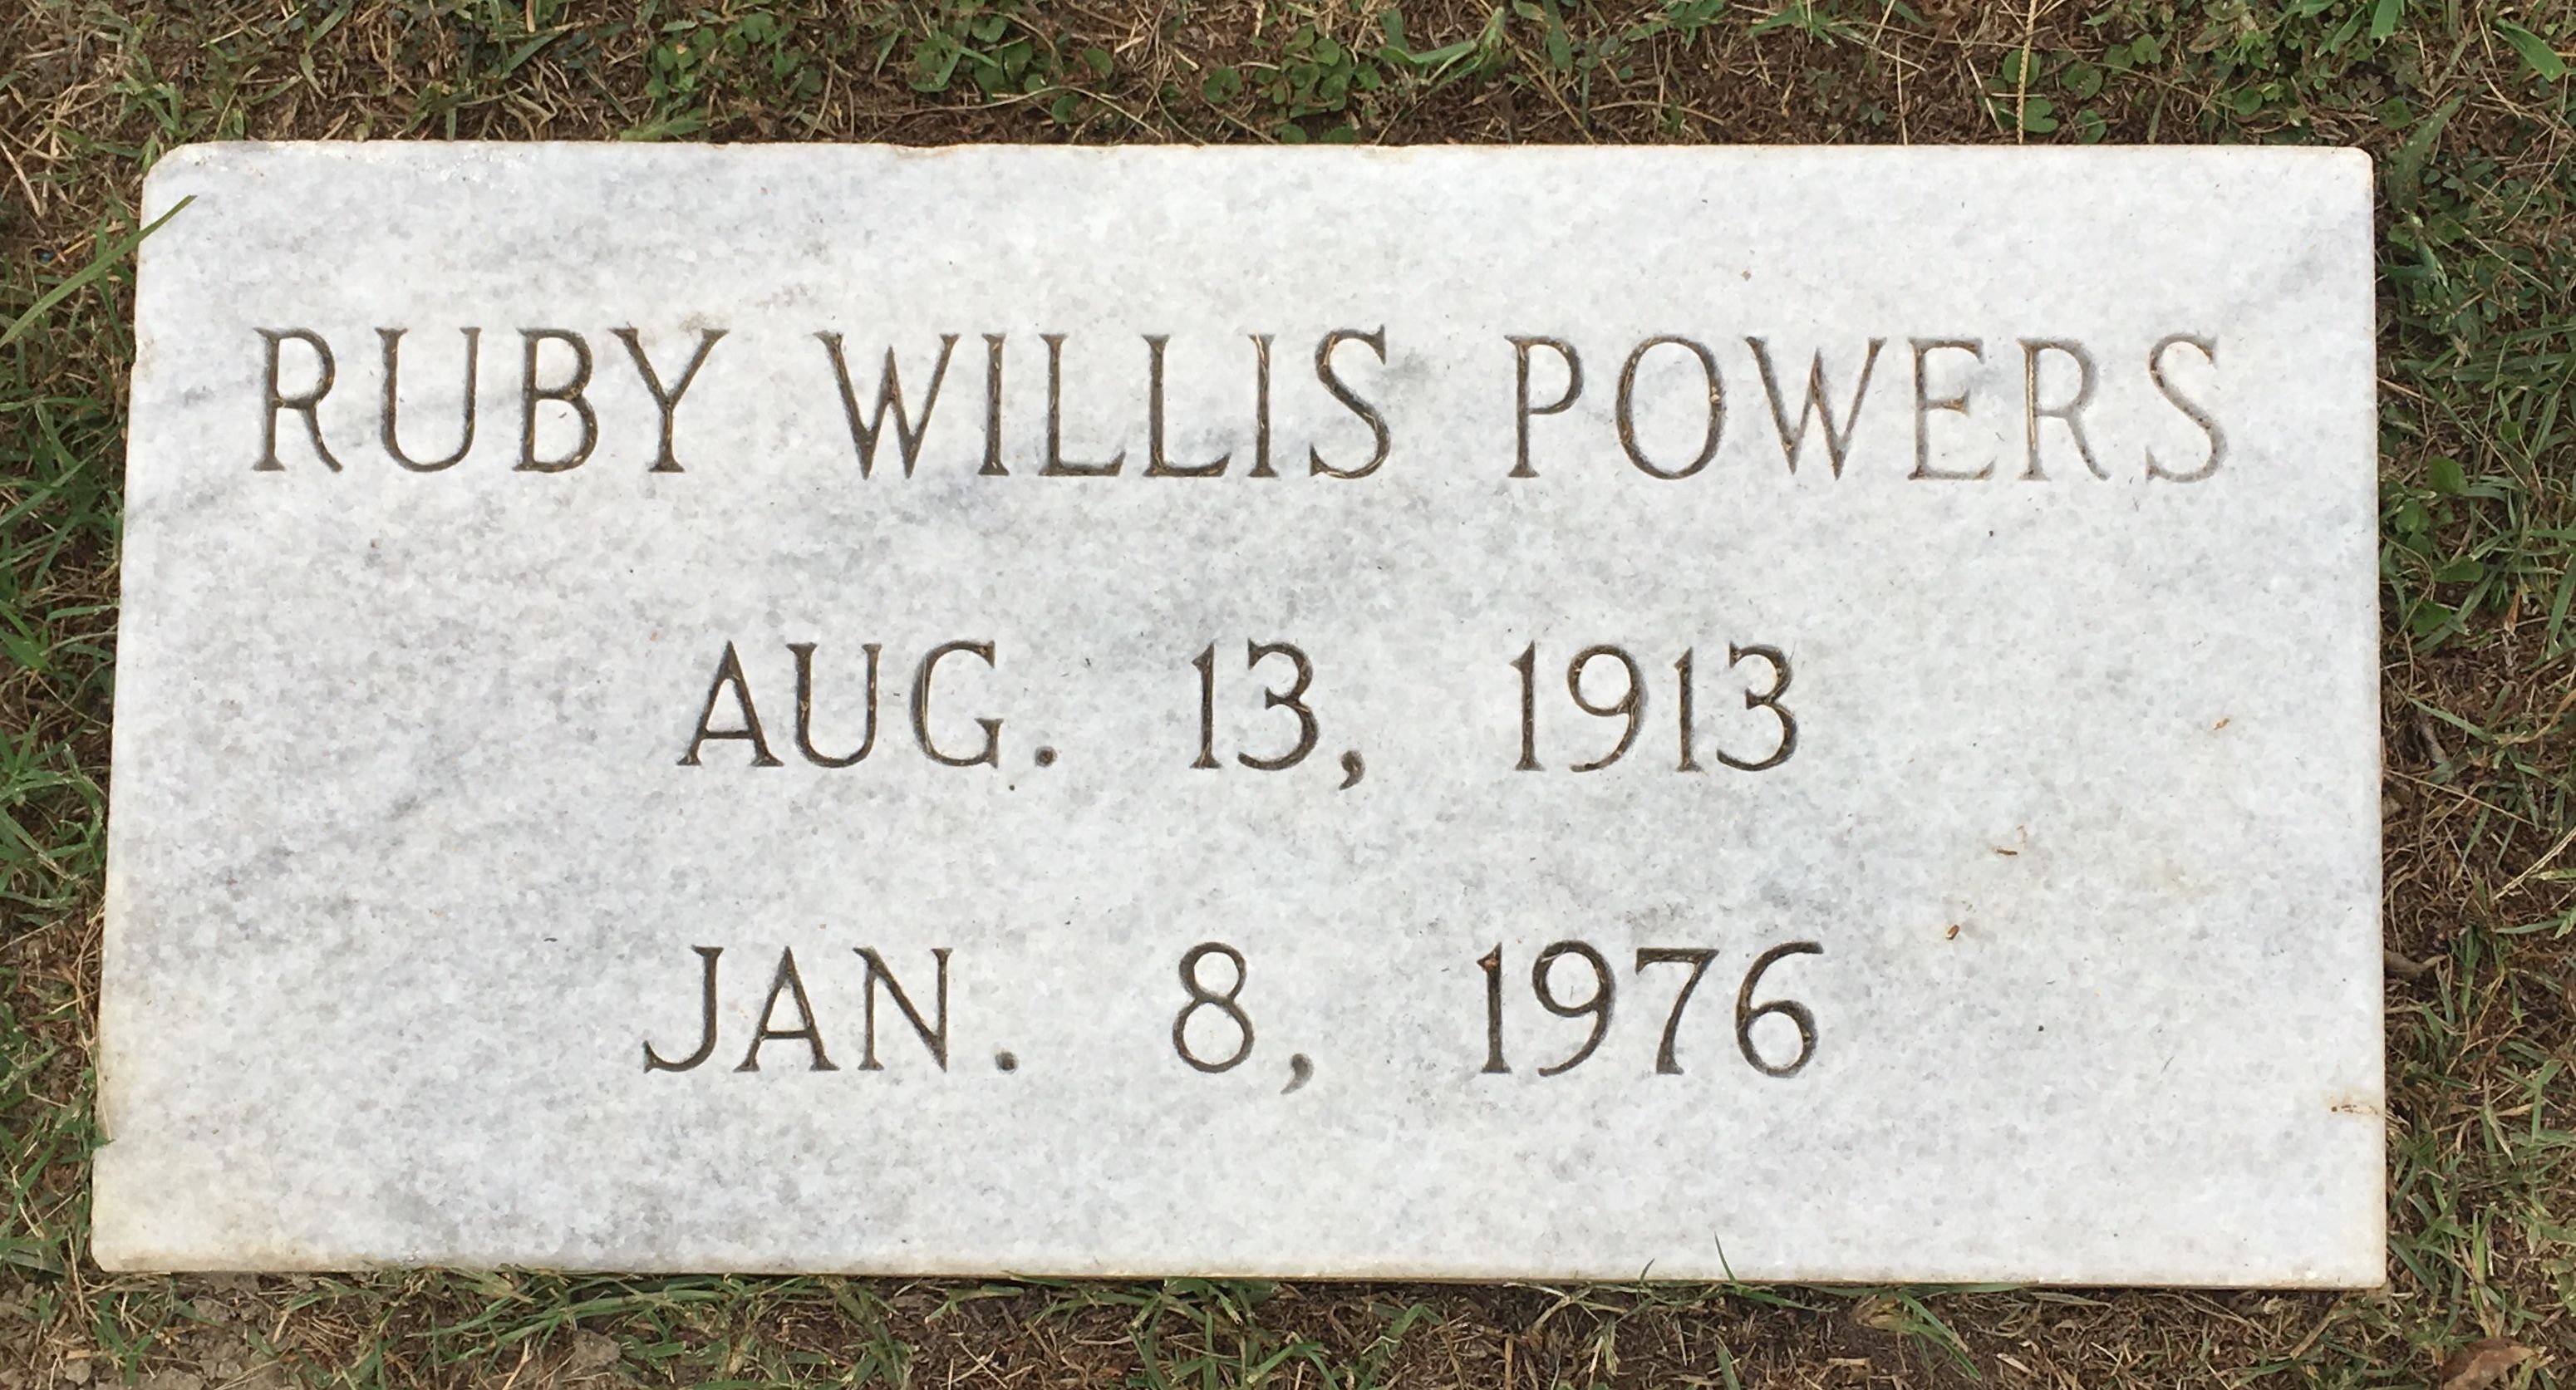 RUBY WILLIS POWERS
AUG. 13, 1913
JAN. 8, 1976